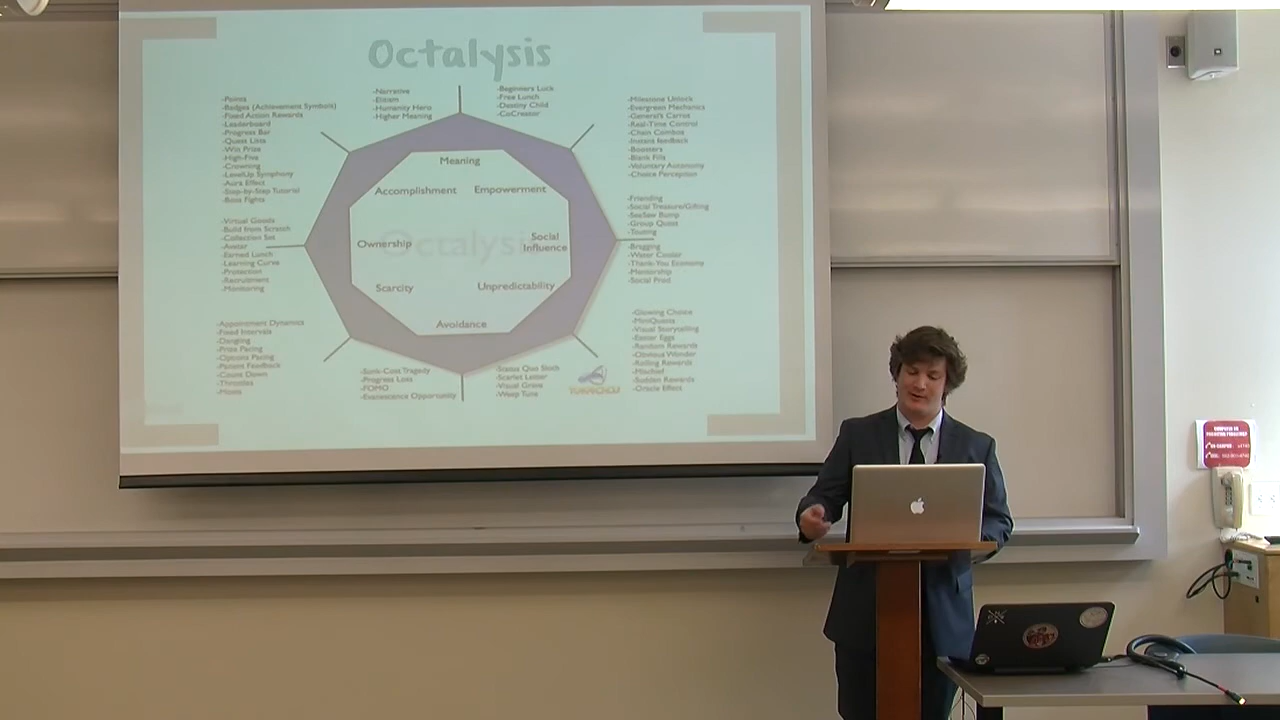 Octalysis
-Points
-Badges (Achievement Symbols)
-Fixed Action Rewards
-Leaderboard
-Progress Bar
-Quest Lists
-Win Prize
-High-Five
-Crowning
-LevelUp Symphony
-Aura Effect
-Step-by-Step Tutorial
-Boss Fights
-Narrative
-Elitism
-Humanity Hero
-Higher Meaning
-Beginners Luck
-Free Lunch
-Destiny Child
-CoCreator
-Milestone Unlock
-Evergreen Mechanics
-General's Carrot
-Real-Time Control
-Chain Combos
-Instant Feedback
-Boosters
-Blank Fills
-Voluntary Autonomy
-Choice Perception
Meaning
Accomplishment
Empowerment
Ownership
Octalysis
Social
Influence
Scarcity
Unpredictability
Avoidance
-Virtual Goods
-Build from Scratch
-Collection Set
-Avatar
-Earned Lunch
-Learning Curve
-Protection
-Recruitment
-Monitoring
-Friending
-Social Treasure/Gifting
-SeeSaw Bump
-Group Quest
-Touting
-Bragging
-Water Cooler
-Thank-You Economy
-Mentorship
-Social Prod
-Appointment Dynamics
-Fixed Intervals
-Dangling
-Prize Pacing
-Options Pacing
-Patient Feedback
-Count Down
-Throttles
-Moats
-Sunk-Cost Tragedy
-Progress Loss
-FOMO
-Evanescence Opportunity
-Status Quo Sloth
-Scarlet Letter
-Visual Grave
-Weep Tune
-Glowing Choice
-MiniQuests
-Visual Storytelling
-Easter Eggs
-Random Rewards
-Obvious Wonder
-Rolling Rewards
-Mischief
-Sudden Rewards
-Oracle Effect
YUKAICHOU